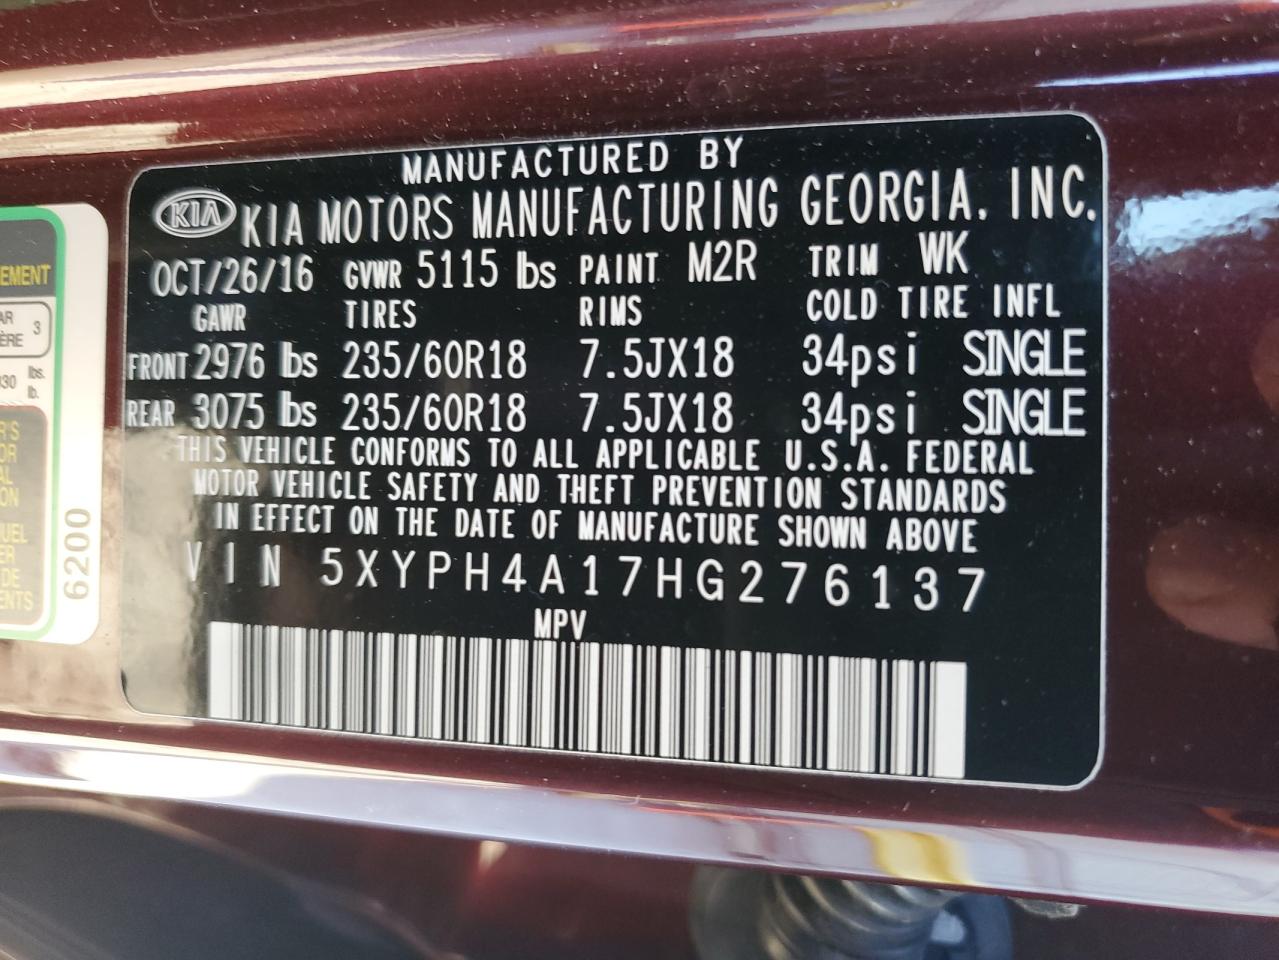 MANUFACTURED BY
KIA KIA MOTORS MANUFACTURING GEORGIA, INC.
OCT/26/16 GVWR 5115 lbs PAINT M2R TRIM WK
GAWR TIRES RIMS COLD TIRE INFL
FRONT 2976 lbs 235/60R18 7.5JX18 34psi SINGLE
REAR 3075 lbs 235/60R18 7.5JX18 34psi SINGLE
THIS VEHICLE CONFORMS TO ALL APPLICABLE U.S.A. FEDERAL
MOTOR VEHICLE SAFETY AND THEFT PREVENTION STANDARDS
IN EFFECT ON THE DATE OF MANUFACTURE SHOWN ABOVE
VIN 5XYPH4A17HG276137
MPV
3
lbs.
lb.
6200